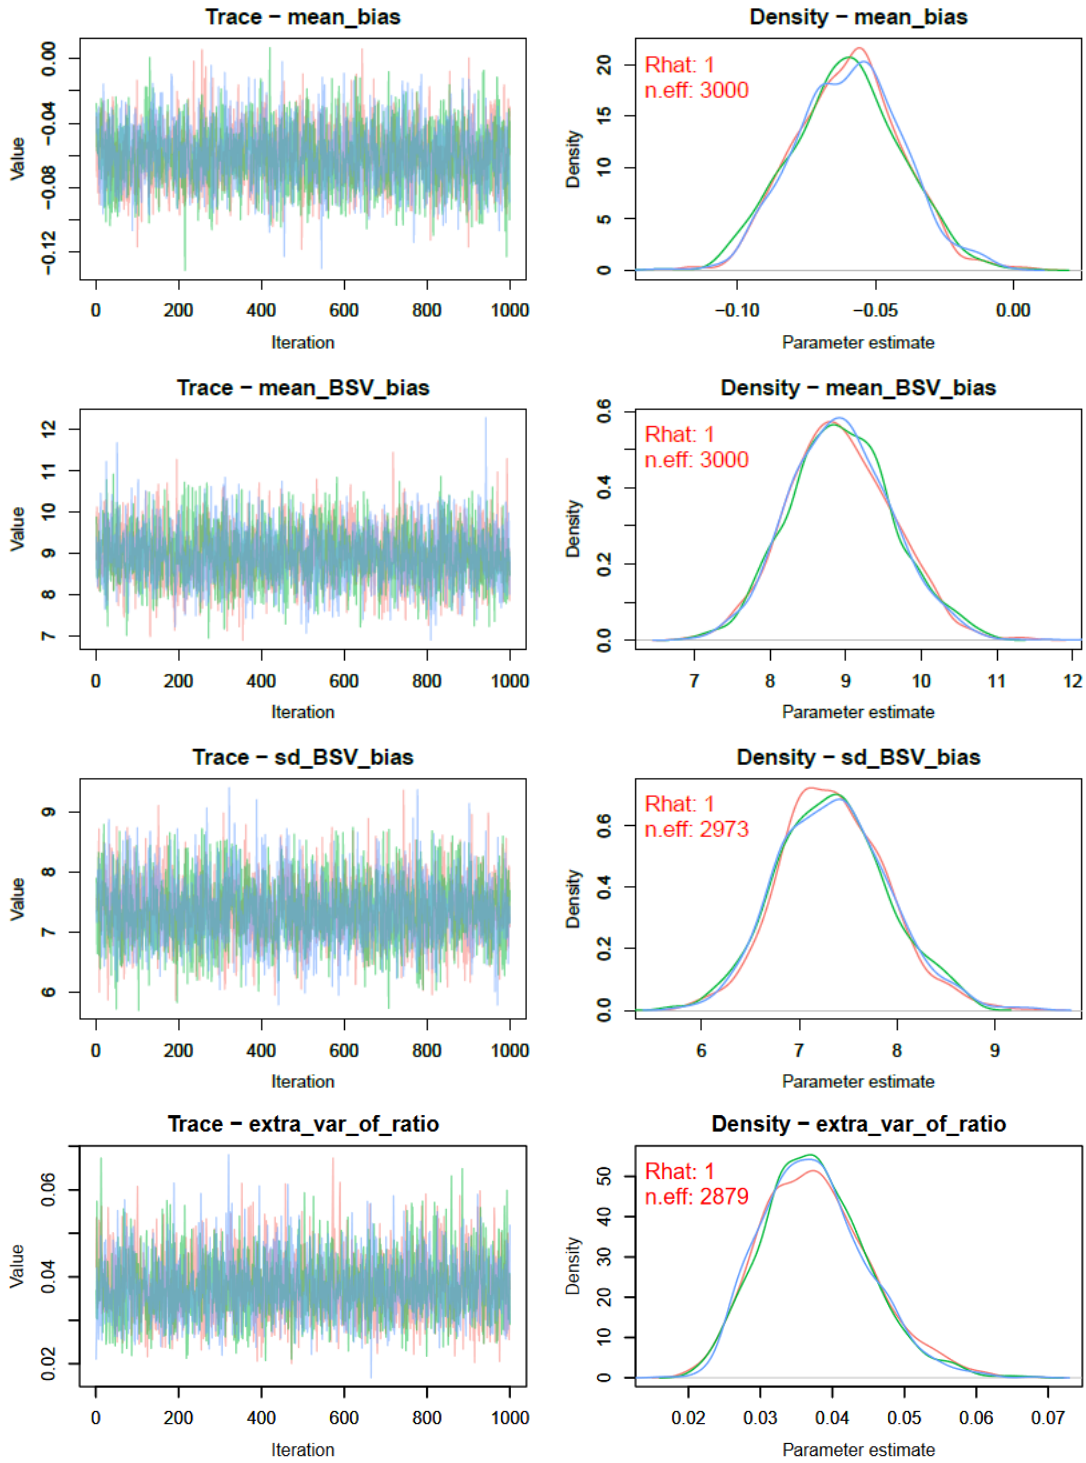 Trace − mean_bias
Value
0.00
−0.04
−0.08
−0.12
0 200 400 600 800 1000
Iteration
Density − mean_bias
Rhat: 1
n.eff: 3000
Density
20
15
10
5
0
−0.10 −0.05 0.00
Parameter estimate
Trace − mean_BSV_bias
Value
12
11
10
9
8
7
0 200 400 600 800 1000
Iteration
Density − mean_BSV_bias
Rhat: 1
n.eff: 3000
Density
0.6
0.4
0.2
0.0
7 8 9 10 11 12
Parameter estimate
Trace − sd_BSV_bias
Value
9
8
7
6
0 200 400 600 800 1000
Iteration
Density − sd_BSV_bias
Rhat: 1
n.eff: 2973
Density
0.6
0.4
0.2
0.0
6 7 8 9
Parameter estimate
Trace − extra_var_of_ratio
Value
0.06
0.04
0.02
0 200 400 600 800 1000
Iteration
Density − extra_var_of_ratio
Rhat: 1
n.eff: 2879
Density
50
40
30
20
10
0
0.02 0.03 0.04 0.05 0.06 0.07
Parameter estimate